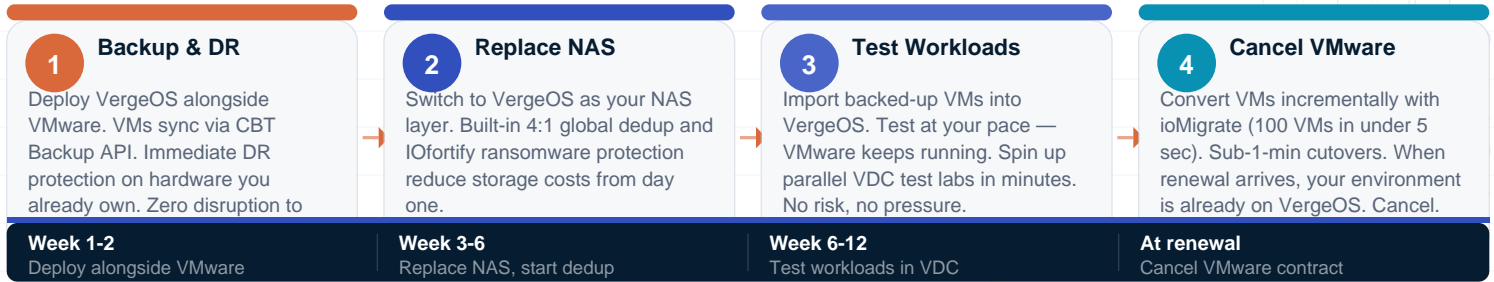 1
Backup & DR
Deploy VergeOS alongside
VMware. VMs sync via CBT
Backup API. Immediate DR
protection on hardware you
already own. Zero disruption to
2
Replace NAS
Switch to VergeOS as your NAS
layer. Built-in 4:1 global dedup and
IOfortify ransomware protection
reduce storage costs from day
one.
3
Test Workloads
Import backed-up VMs into
VergeOS. Test at your pace —
VMware keeps running. Spin up
parallel VDC test labs in minutes.
No risk, no pressure.
4
Cancel VMware
Convert VMs incrementally with
ioMigrate (100 VMs in under 5
sec). Sub-1-min cutovers. When
renewal arrives, your environment
is already on VergeOS. Cancel.
Week 1-2
Deploy alongside VMware
Week 3-6
Replace NAS, start dedup
Week 6-12
Test workloads in VDC
At renewal
Cancel VMware contract